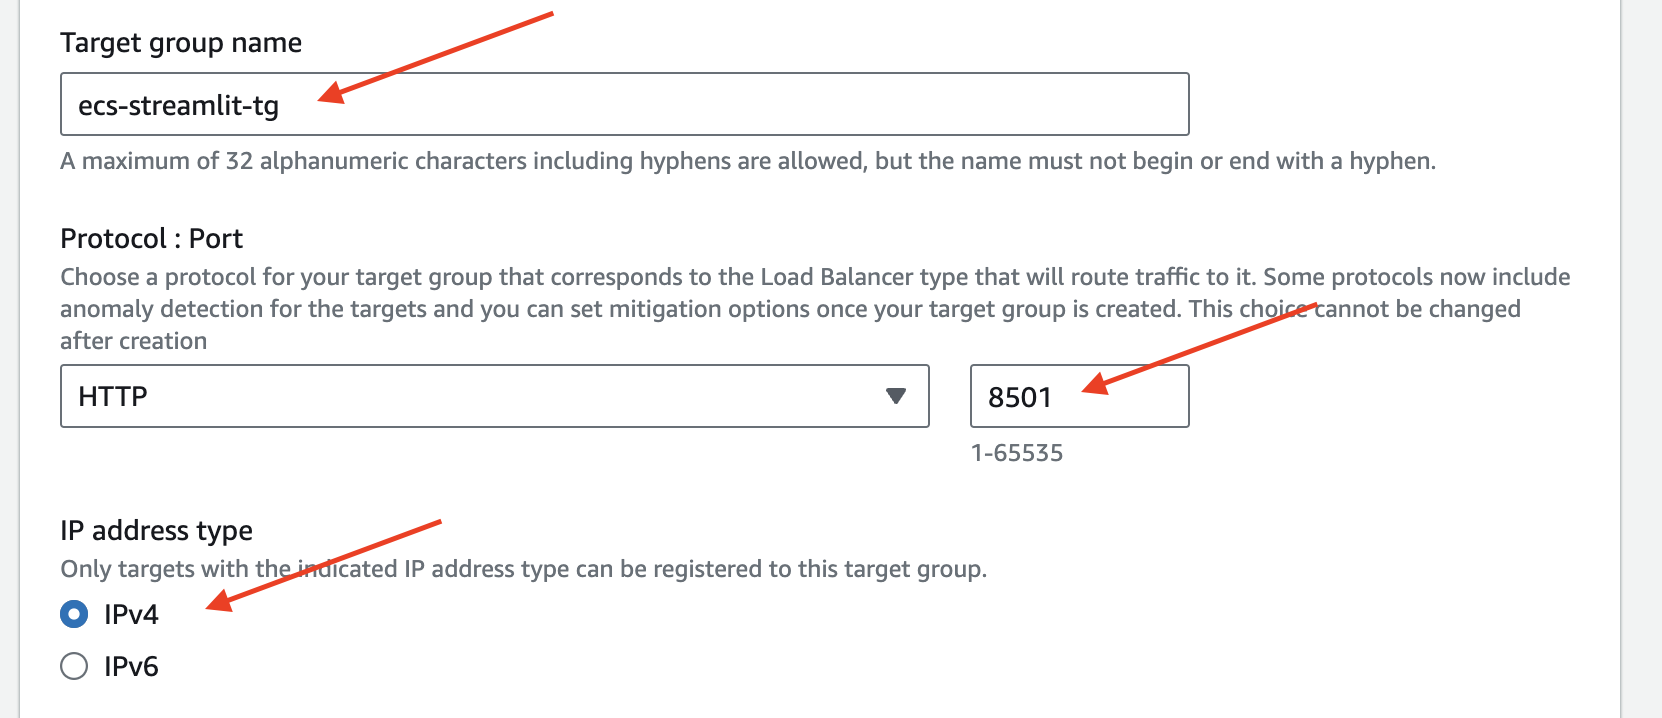 Target group name
ecs-streamlit-tg
A maximum of 32 alphanumeric characters including hyphens are allowed, but the name must not begin or end with a hyphen.
Protocol : Port
Choose a protocol for your target group that corresponds to the Load Balancer type that will route traffic to it. Some protocols now include
anomaly detection for the targets and you can set mitigation options once your target group is created. This choice cannot be changed
after creation
HTTP
8501
1-65535
IP address type
Only targets with the indicated IP address type can be registered to this target group.
IPv4
IPv6